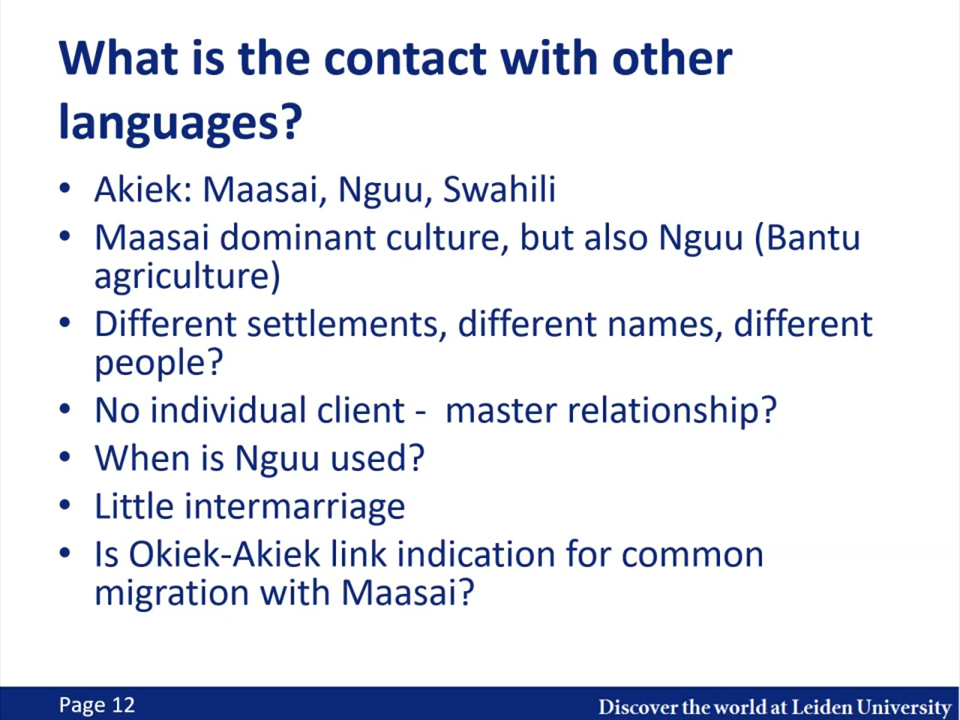 What is the contact with other
languages?
• Akiek: Maasai, Nguu, Swahili
• Maasai dominant culture, but also Nguu (Bantu
agriculture)
• Different settlements, different names, different
people?
• No individual client -  master relationship?
• When is Nguu used?
• Little intermarriage
• Is Okiek-Akiek link indication for common
migration with Maasai?
Page 12
Discover the world at Leiden University